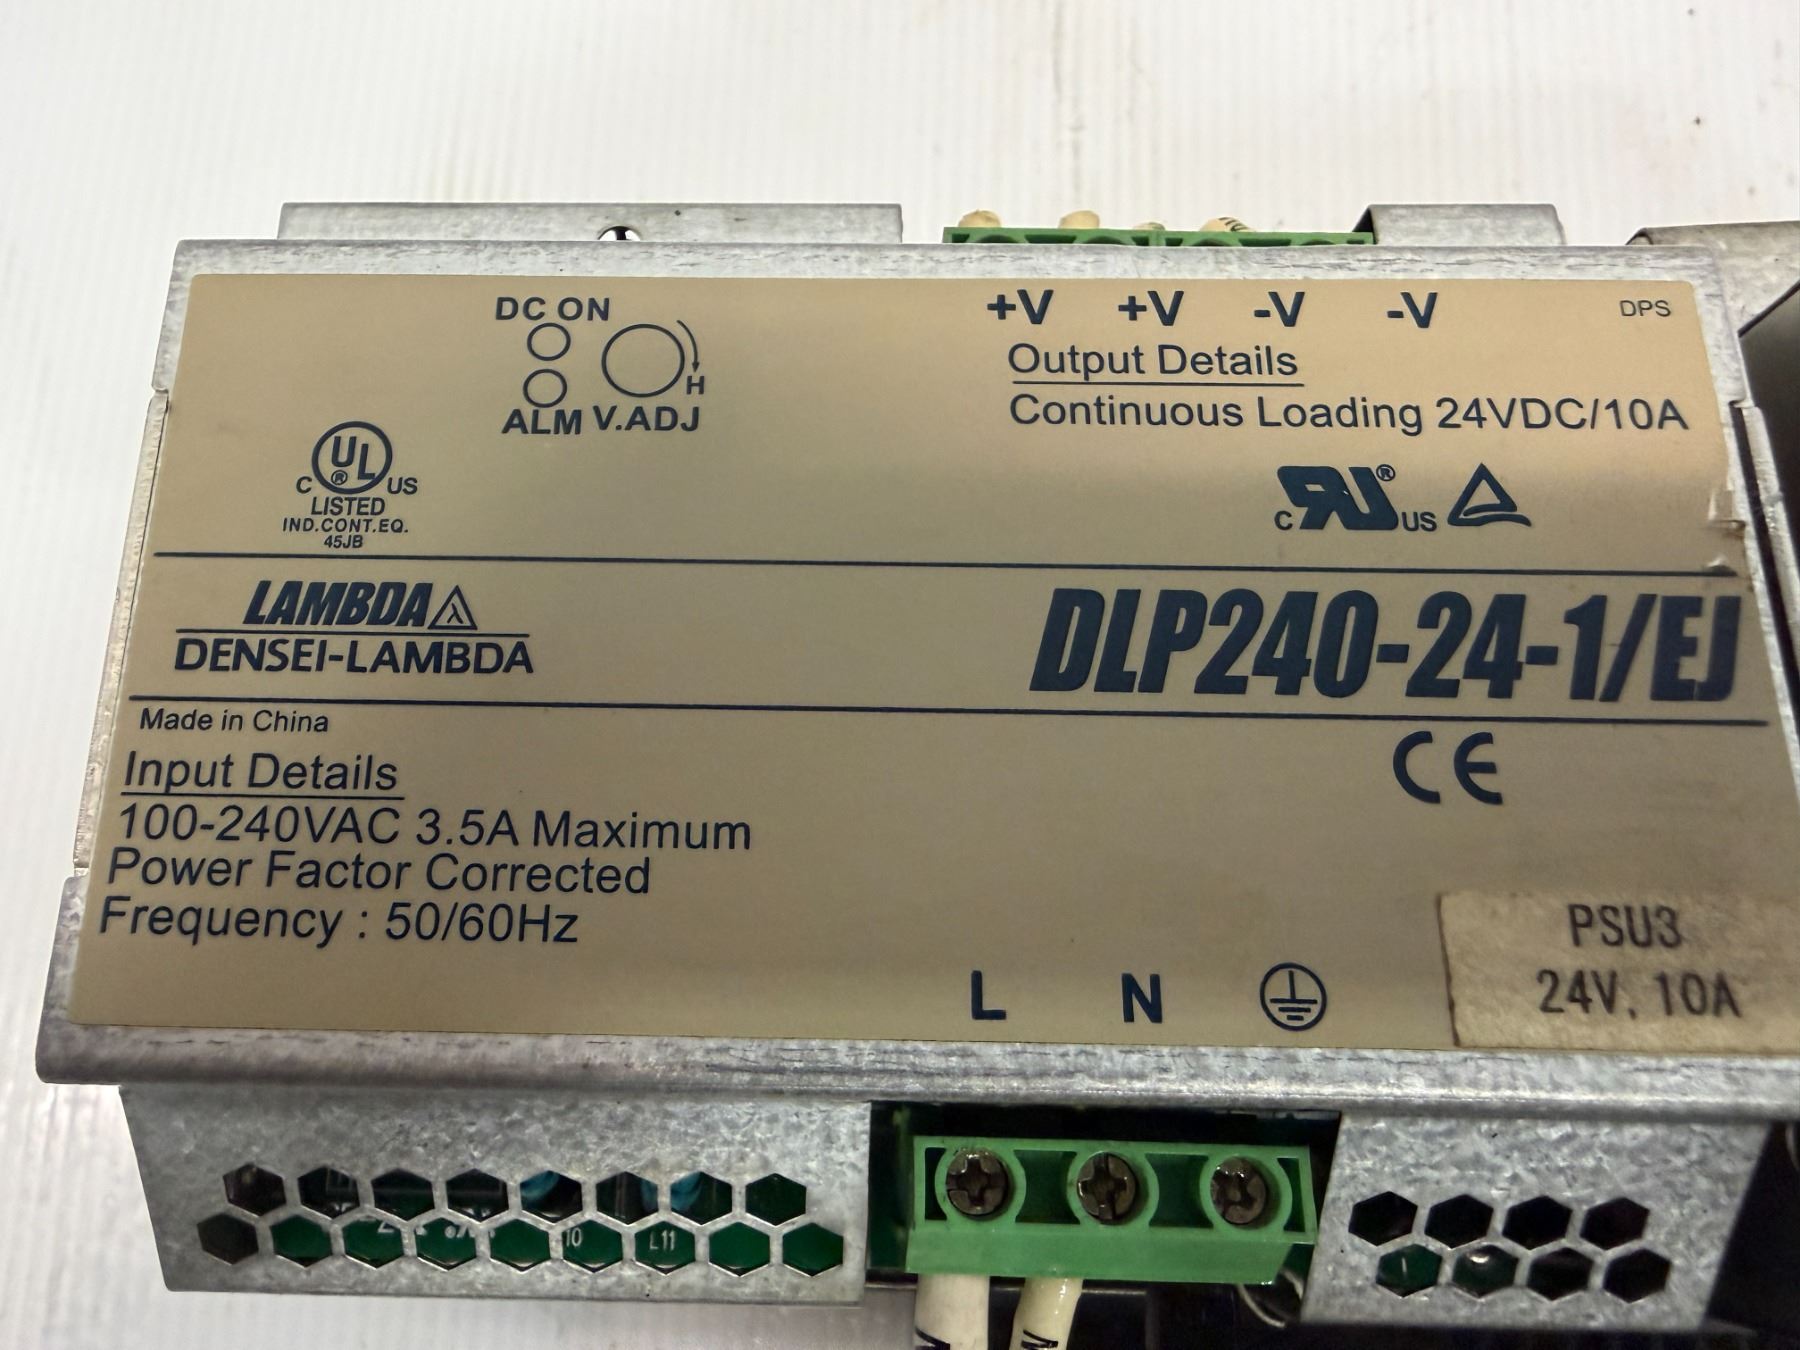 DC ON
+V +V -V -V
DPS
H
ALM V.ADJ
Output Details
Continuous Loading 24VDC/10A
UL®
C US
LISTED
IND.CONT.EQ.
45JB
C RU® US
LAMBDA
DENSEI-LAMBDA
DLP240-24-1/EJ
Made in China
CE
Input Details
100-240VAC 3.5A Maximum
Power Factor Corrected
Frequency : 50/60Hz
PSU3
24V, 10A
L N
L11